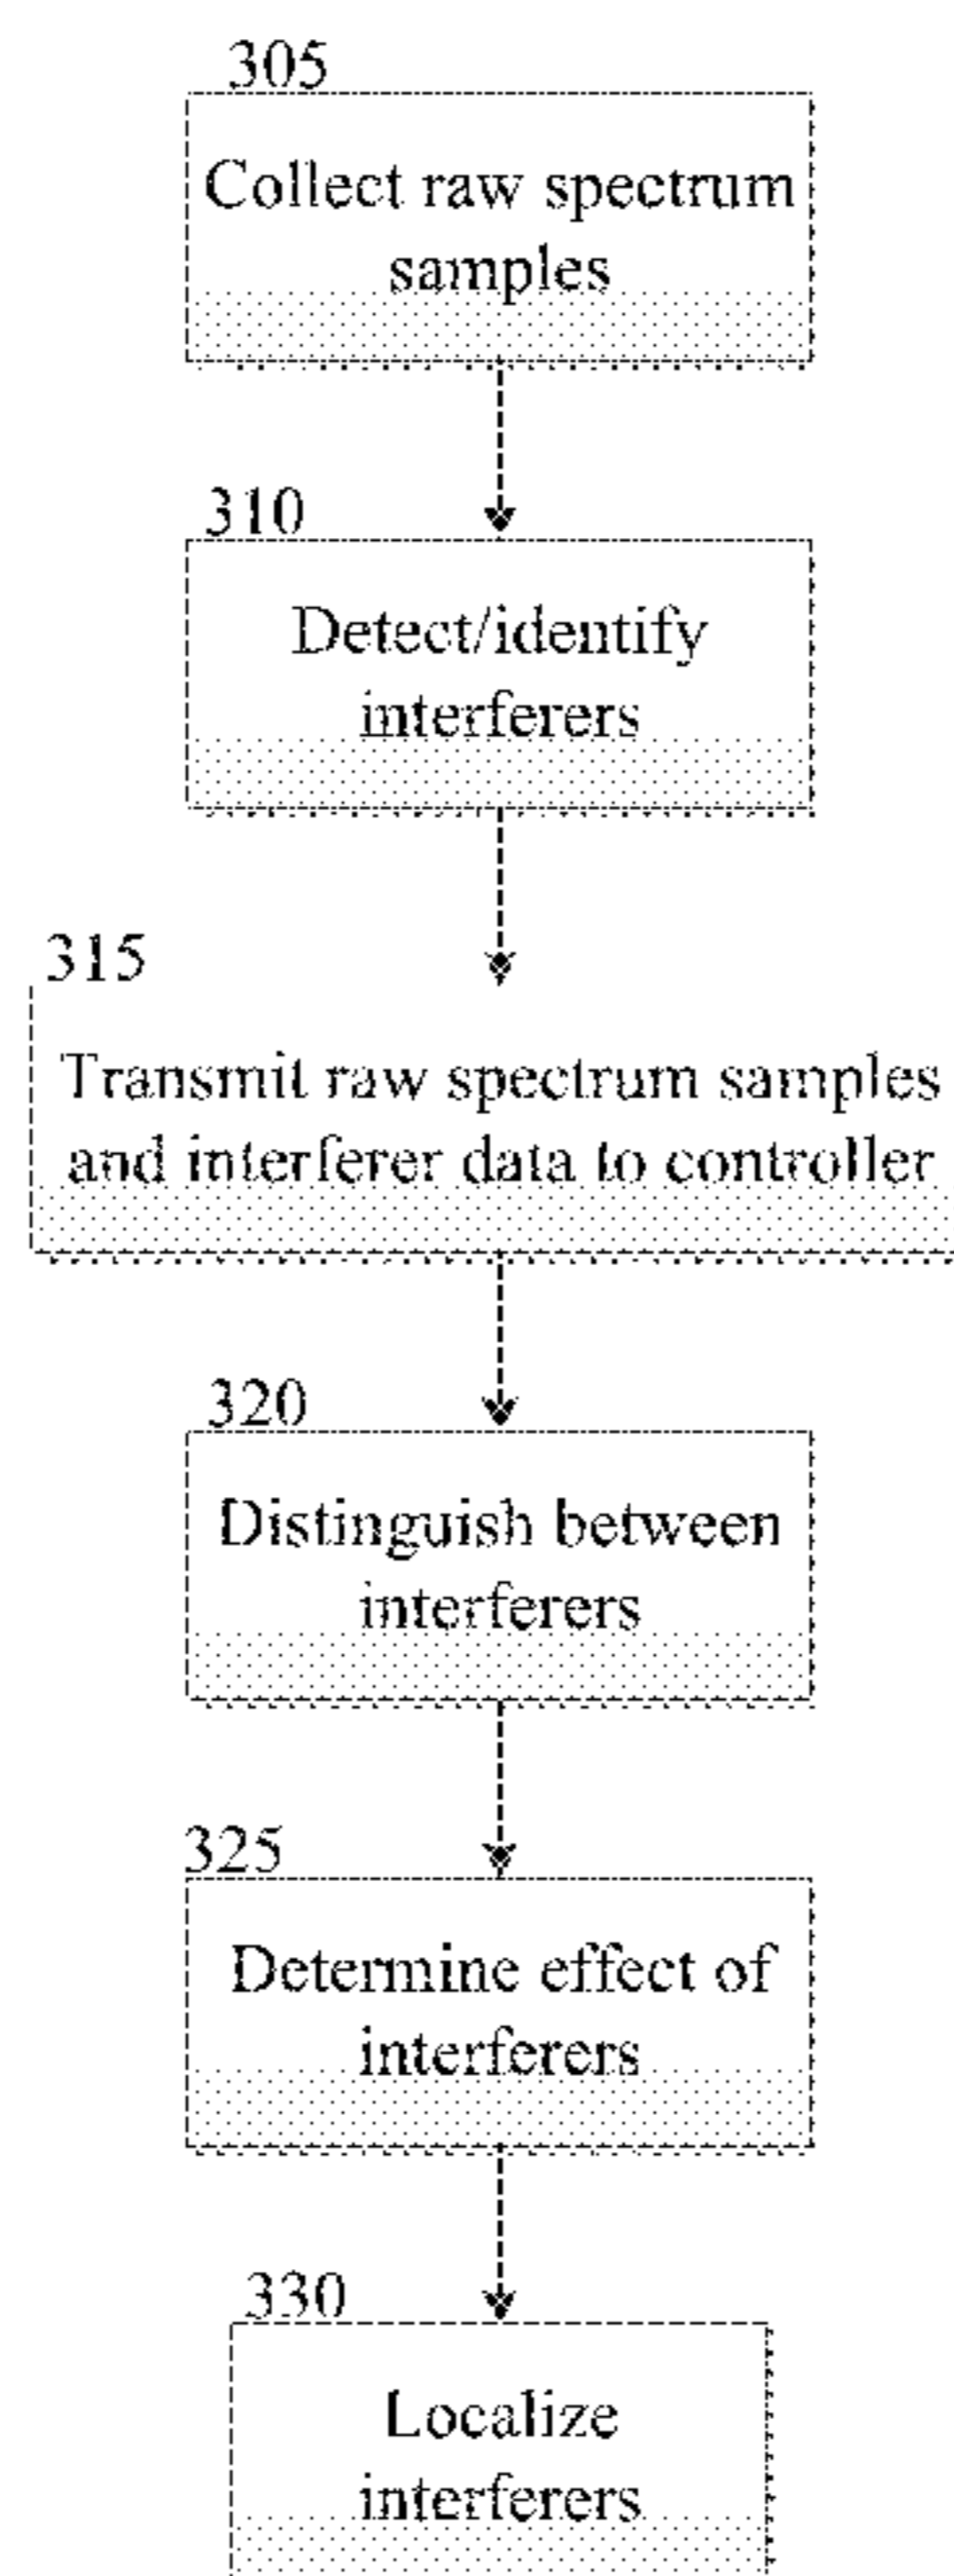 305
Collect raw spectrum
samples
310
Detect/identify
interferers
315
Transmit raw spectrum samples
and interferer data to controller
320
Distinguish between
interferers
325
Determine effect of
interferers
330
Localize
interferers